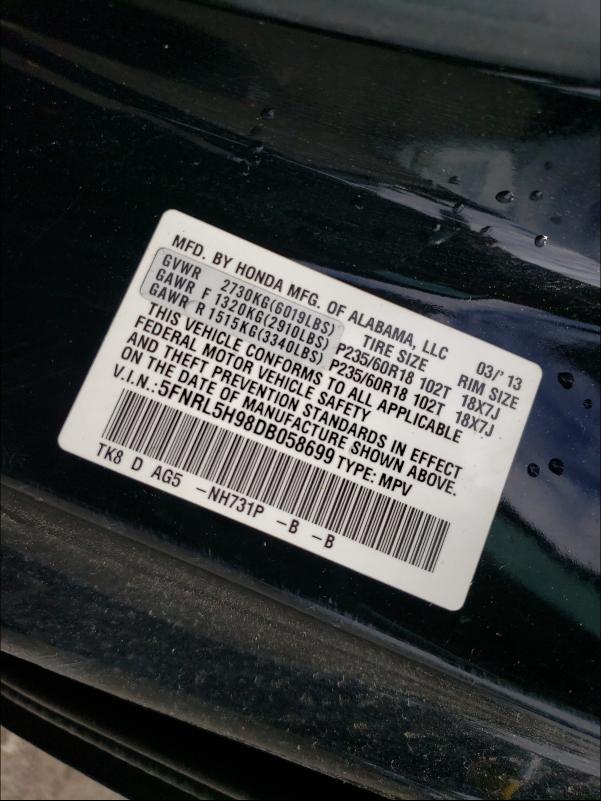 MFD. BY HONDA MFG. OF ALABAMA, LLC 03/'13
GVWR 2730KG(6019LBS) TIRE SIZE RIM SIZE
GAWR F 1320KG(2910LBS) P235/60R18 102T 18X7J
GAWR R 1515KG(3340LBS) P235/60R18 102T 18X7J
THIS VEHICLE CONFORMS TO ALL APPLICABLE
FEDERAL MOTOR VEHICLE SAFETY
AND THEFT PREVENTION STANDARDS IN EFFECT
ON THE DATE OF MANUFACTURE SHOWN ABOVE.
V.I.N.:5FNRL5H98DB058699 TYPE: MPV
TK8 D AG5 -NH731P -B -B